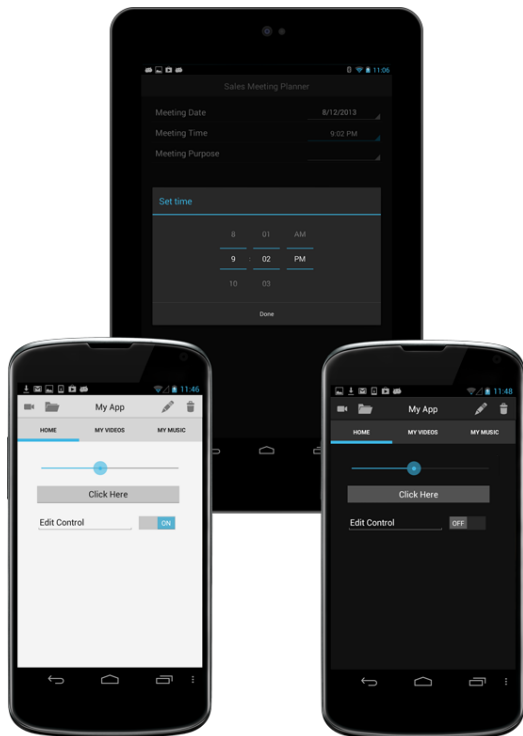 11:06
Sales Meeting Planner
Meeting Date 8/12/2013
Meeting Time 9:02 PM
Meeting Purpose
Set time
8 01 AM
9 : 02 PM
10 03
Done
11:46
My App
HOME MY VIDEOS MY MUSIC
Click Here
Edit Control ON
11:48
My App
HOME MY VIDEOS MY MUSIC
Click Here
Edit Control OFF